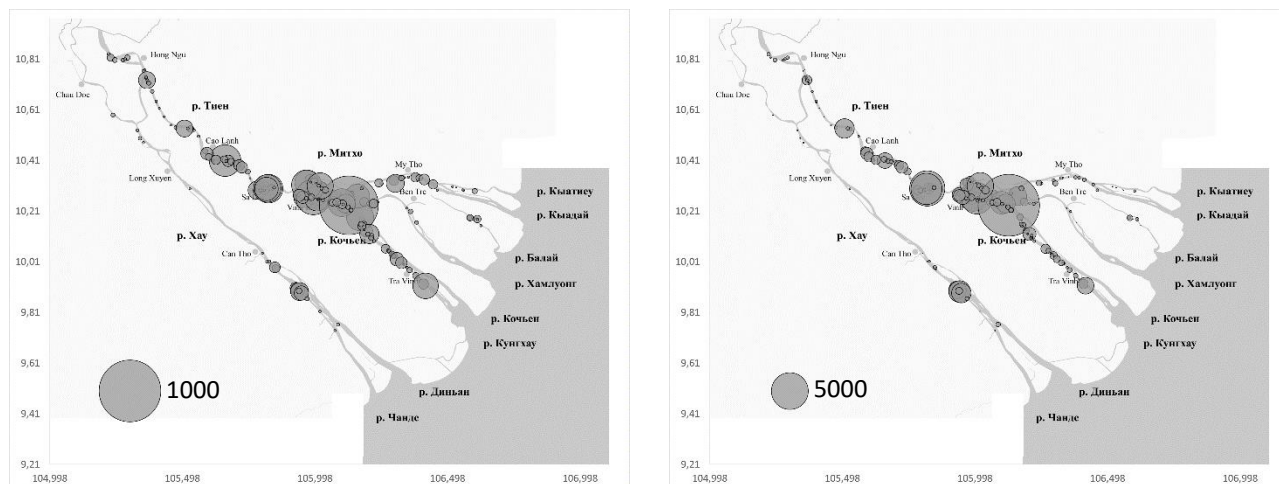 10,81
10,61
10,41
10,21
10,01
9,81
9,61
9,41
9,21
104,998
105,498
105,998
106,498
106,998
Hong Ngu
Chau Doc
р. Тиен
Cao Lanh
р. Митхо
My Tho
Long Xuyen
Ben Tre
р. Кыатиеу
Sa
Vinh
р. Кыадай
р. Хау
р. Кочьен
Can Tho
р. Балай
Tra Vinh
р. Хамлуонг
р. Кочьен
р. Кунгхау
1000
р. Диньан
р. Чанде
10,81
10,61
10,41
10,21
10,01
9,81
9,61
9,41
9,21
104,998
105,498
105,998
106,498
106,998
Hong Ngu
Chau Doc
р. Тиен
Cao Lanh
р. Митхо
My Tho
Long Xuyen
Ben Tre
р. Кыатиеу
Sa
Vinh
р. Кыадай
р. Хау
р. Кочьен
Can Tho
р. Балай
Tra Vinh
р. Хамлуонг
р. Кочьен
р. Кунгхау
5000
р. Диньан
р. Чанде